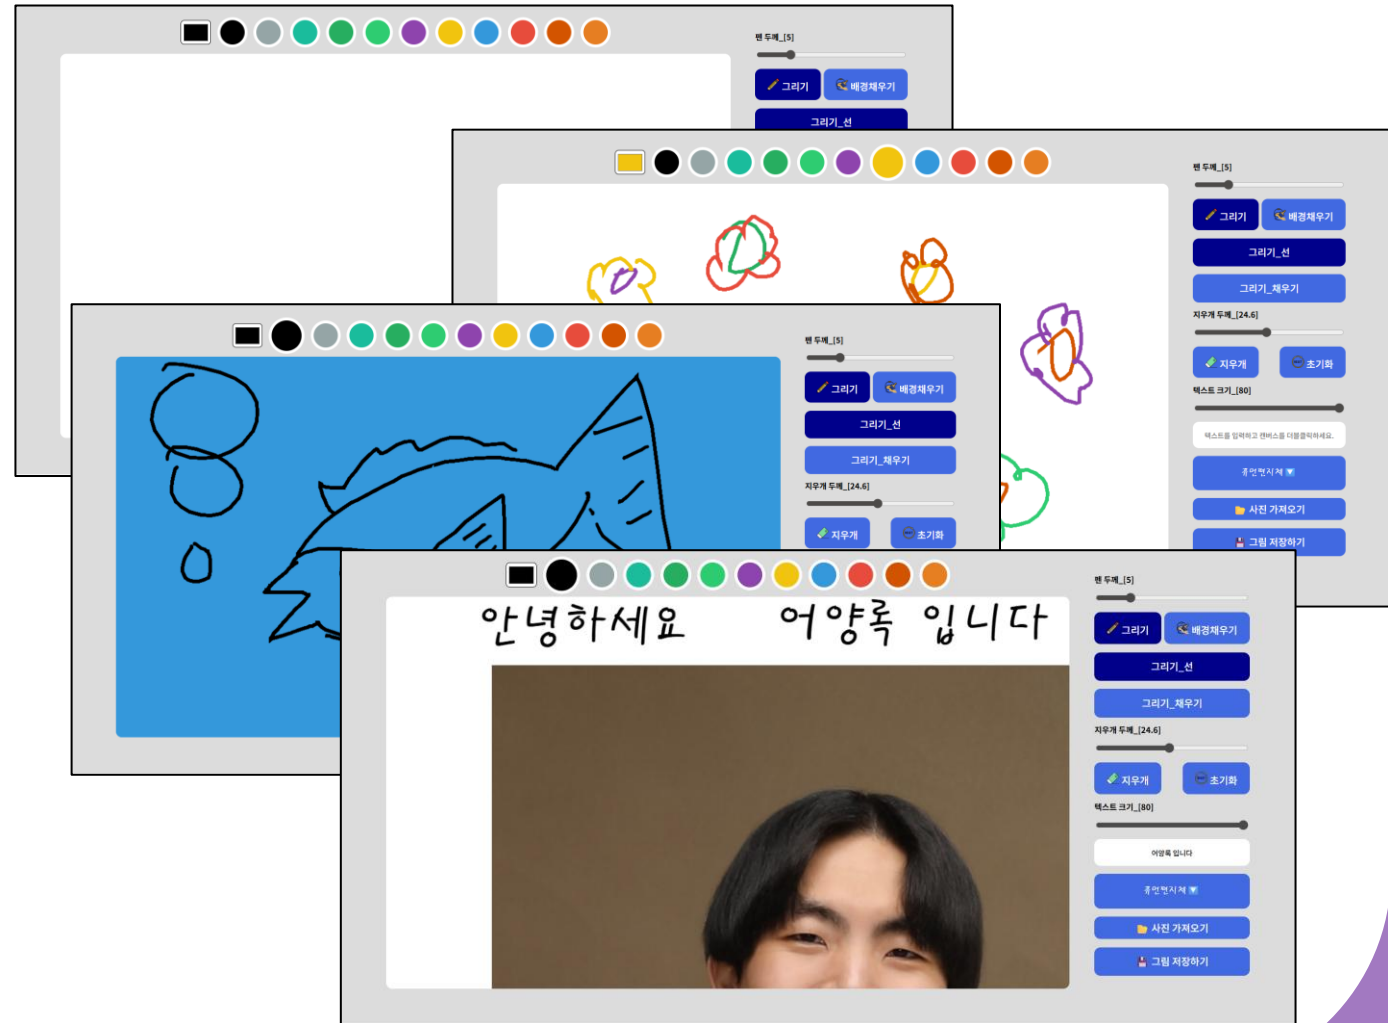 펜 두께_[5]
그리기 배경채우기
그리기_선
펜 두께_[5]
그리기 배경채우기
그리기_선
그리기_채우기
지우개 두께_[24.6]
지우개 초기화
텍스트 크기_[80]
텍스트를 입력하고 캔버스를 더블클릭하세요.
휴먼편지체
사진 가져오기
그림 저장하기
펜 두께_[5]
그리기 배경채우기
그리기_선
그리기_채우기
지우개 두께_[24.6]
지우개 초기화
안녕하세요 어양록 입니다
펜 두께_[5]
그리기 배경채우기
그리기_선
그리기_채우기
지우개 두께_[24.6]
지우개 초기화
텍스트 크기_[80]
어양록 입니다
휴먼편지체
사진 가져오기
그림 저장하기